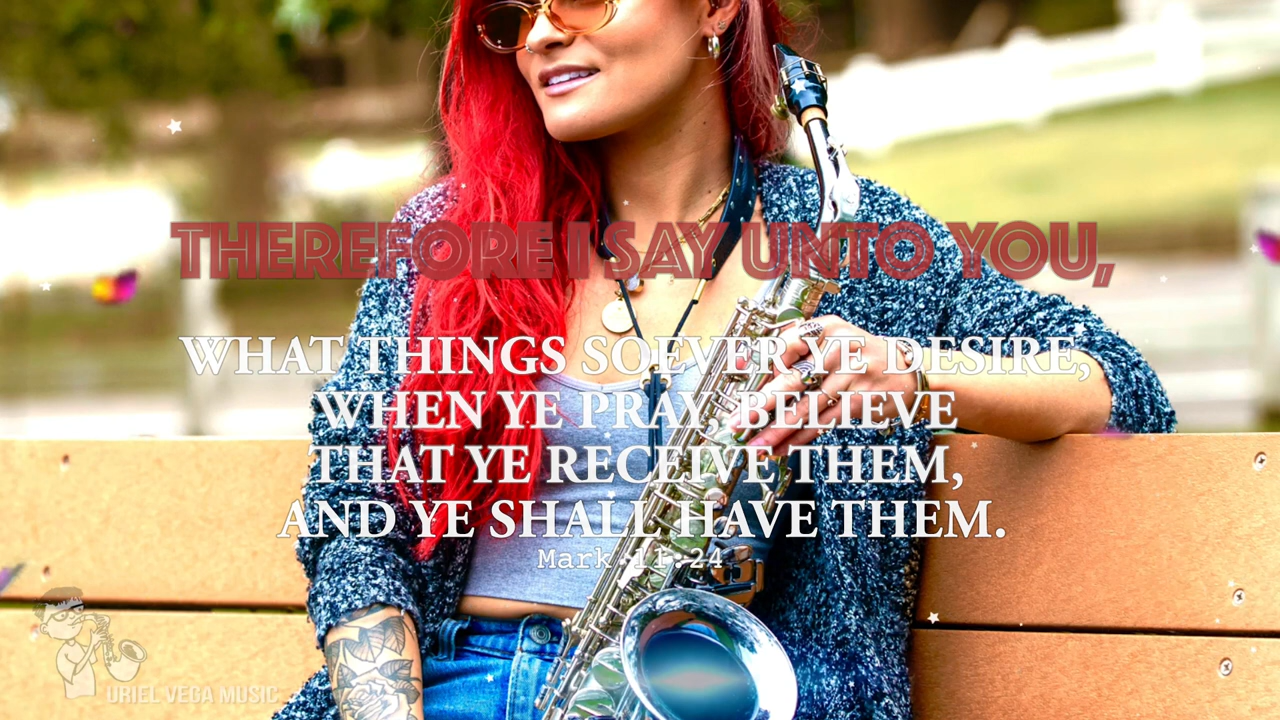 THEREFORE I SAY UNTO YOU,
WHAT THINGS SOEVER YE DESIRE,
WHEN YE PRAY, BELIEVE
THAT YE RECEIVE THEM,
AND YE SHALL HAVE THEM.
Mark 11:24
URIEL VEGA MUSIC